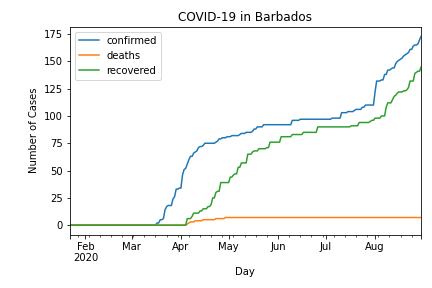 COVID-19 in Barbados
confirmed
deaths
recovered
Number of Cases
175
150
125
100
75
50
25
0
Feb Mar Apr May Jun Jul Aug
2020
Day